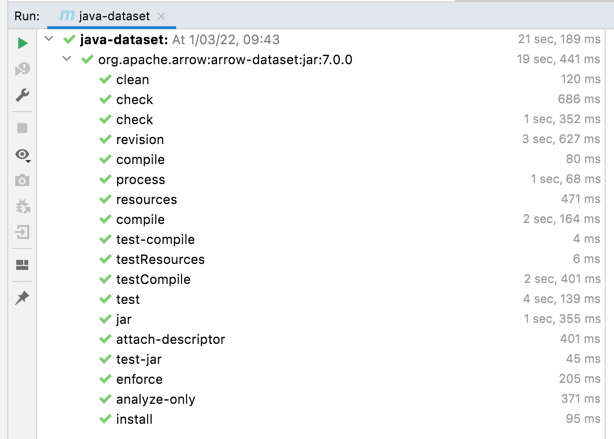 Run: m java-dataset
java-dataset: At 1/03/22, 09:43 21 sec, 189 ms
org.apache.arrow:arrow-dataset:jar:7.0.0 19 sec, 441 ms
clean 120 ms
check 686 ms
check 1 sec, 352 ms
revision 3 sec, 627 ms
compile 80 ms
process 1 sec, 68 ms
resources 471 ms
compile 2 sec, 164 ms
test-compile 4 ms
testResources 6 ms
testCompile 2 sec, 401 ms
test 4 sec, 139 ms
jar 1 sec, 355 ms
attach-descriptor 401 ms
test-jar 45 ms
enforce 205 ms
analyze-only 371 ms
install 95 ms